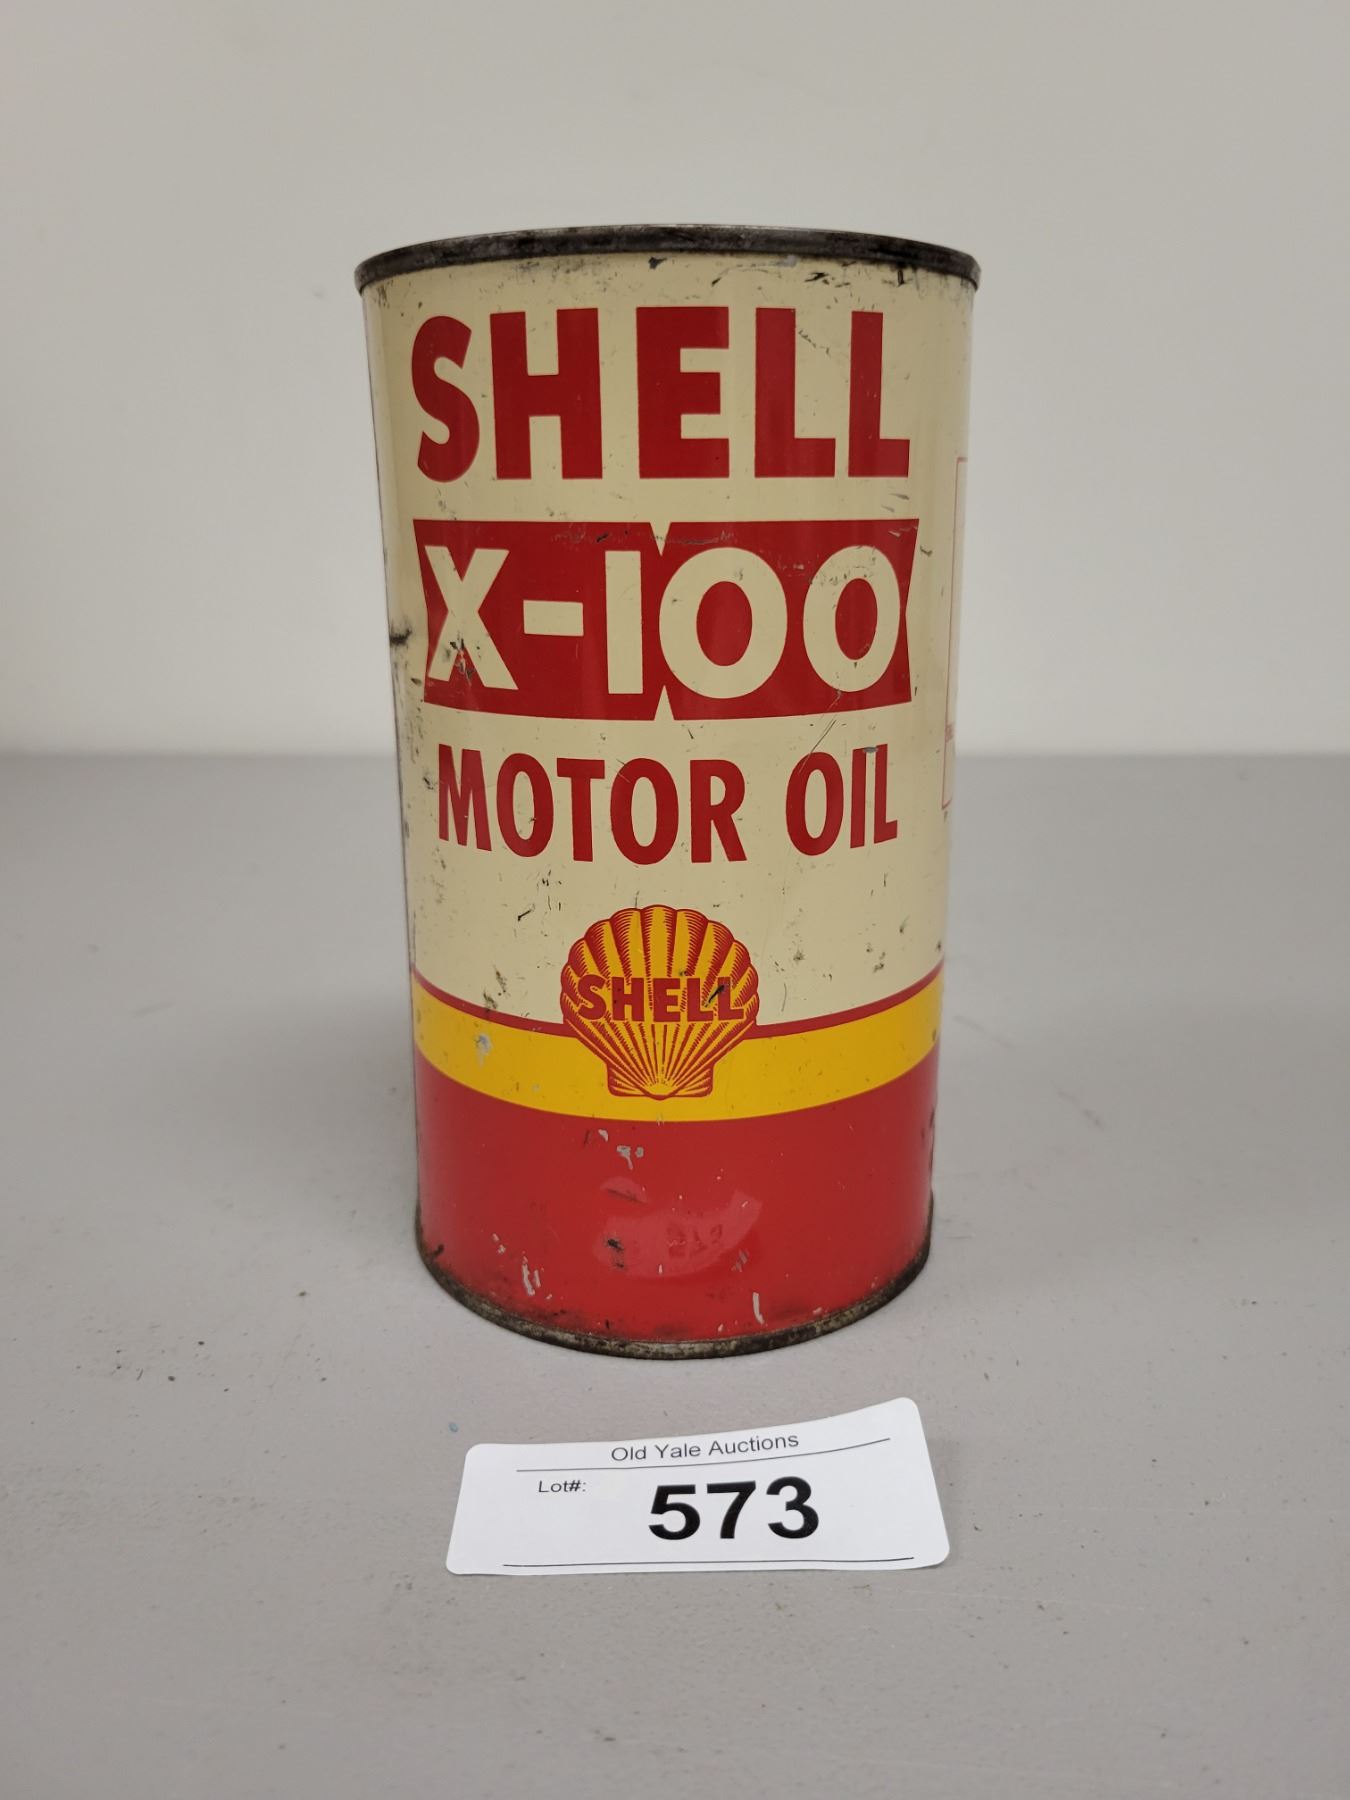 SHELL
X-100
MOTOR OIL
SHELL
Old Yale Auctions
Lot#:
573